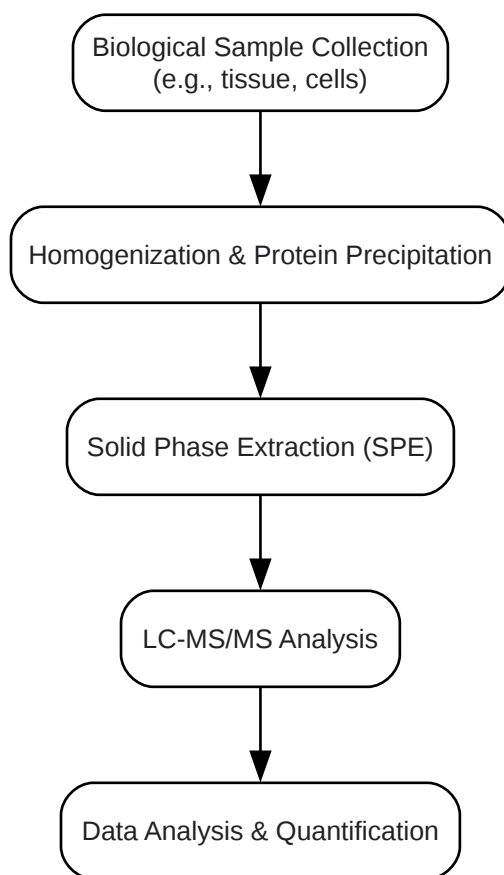 Biological Sample Collection
(e.g., tissue, cells)
Homogenization & Protein Precipitation
Solid Phase Extraction (SPE)
LC-MS/MS Analysis
Data Analysis & Quantification